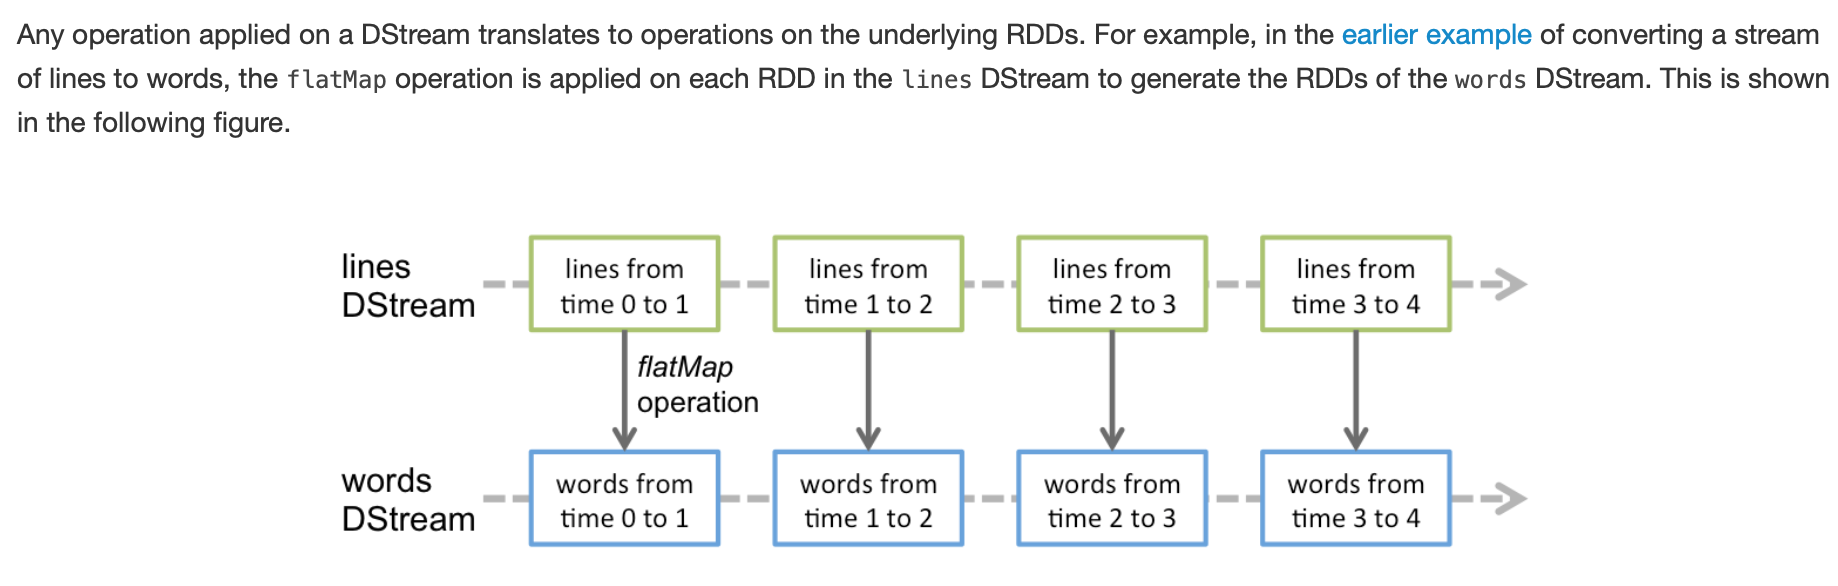 Any operation applied on a DStream translates to operations on the underlying RDDs. For example, in the earlier example of converting a stream
of lines to words, the flatMap operation is applied on each RDD in the lines DStream to generate the RDDs of the words DStream. This is shown
in the following figure.
lines
DStream
lines from
time 0 to 1
lines from
time 1 to 2
lines from
time 2 to 3
lines from
time 3 to 4
flatMap
operation
words
DStream
words from
time 0 to 1
words from
time 1 to 2
words from
time 2 to 3
words from
time 3 to 4